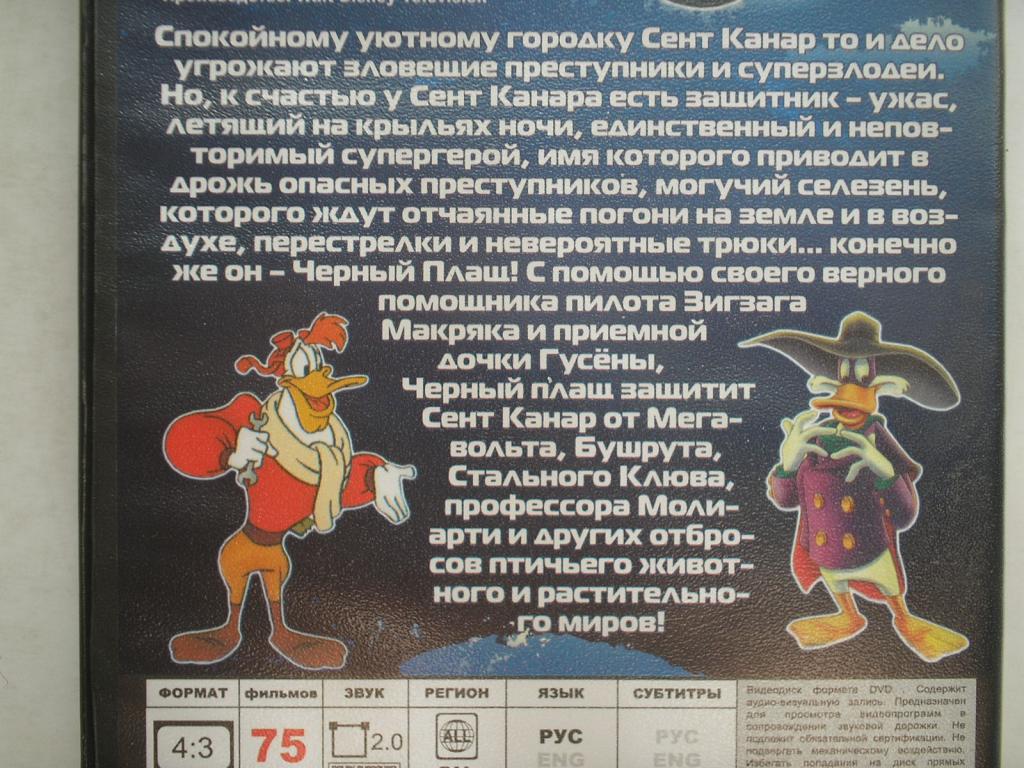 Спокойному уютному городку Сент Канар то и дело
угрожают зловещие преступники и суперзлодеи.
Но, к счастью у Сент Канара есть защитник – ужас,
летящий на крыльях ночи, единственный и непов-
торимый супергерой, имя которого приводит в
дрожь опасных преступников, могучий селезень,
которого ждут отчаянные погони на земле и в воз-
духе, перестрелки и невероятные трюки... конечно
же он – Черный Плащ! С помощью своего верного
помощника пилота Зигзага
Макряка и приемной
дочки Гусёны,
Черный плащ защитит
Сент Канар от Мега-
вольта, Бушрута,
Стального Клюва,
профессора Моли-
арти и других отбро-
сов птичьего живот-
ного и растительно-
го миров!
ФОРМАТ фильмов ЗВУК РЕГИОН ЯЗЫК СУБТИТРЫ
4:3 75 2.0 ALL РУС РУС
ENG ENG
Видеодиск формата DVD . Содержит
аудио-визуальную запись. Предназначен
для просмотра видеопрограмм в
сопровождении звуковой дорожки. Не
подлежит обязательной сертификации. Не
подвергать механическому воздействию.
Избегать попадания на диск прямых